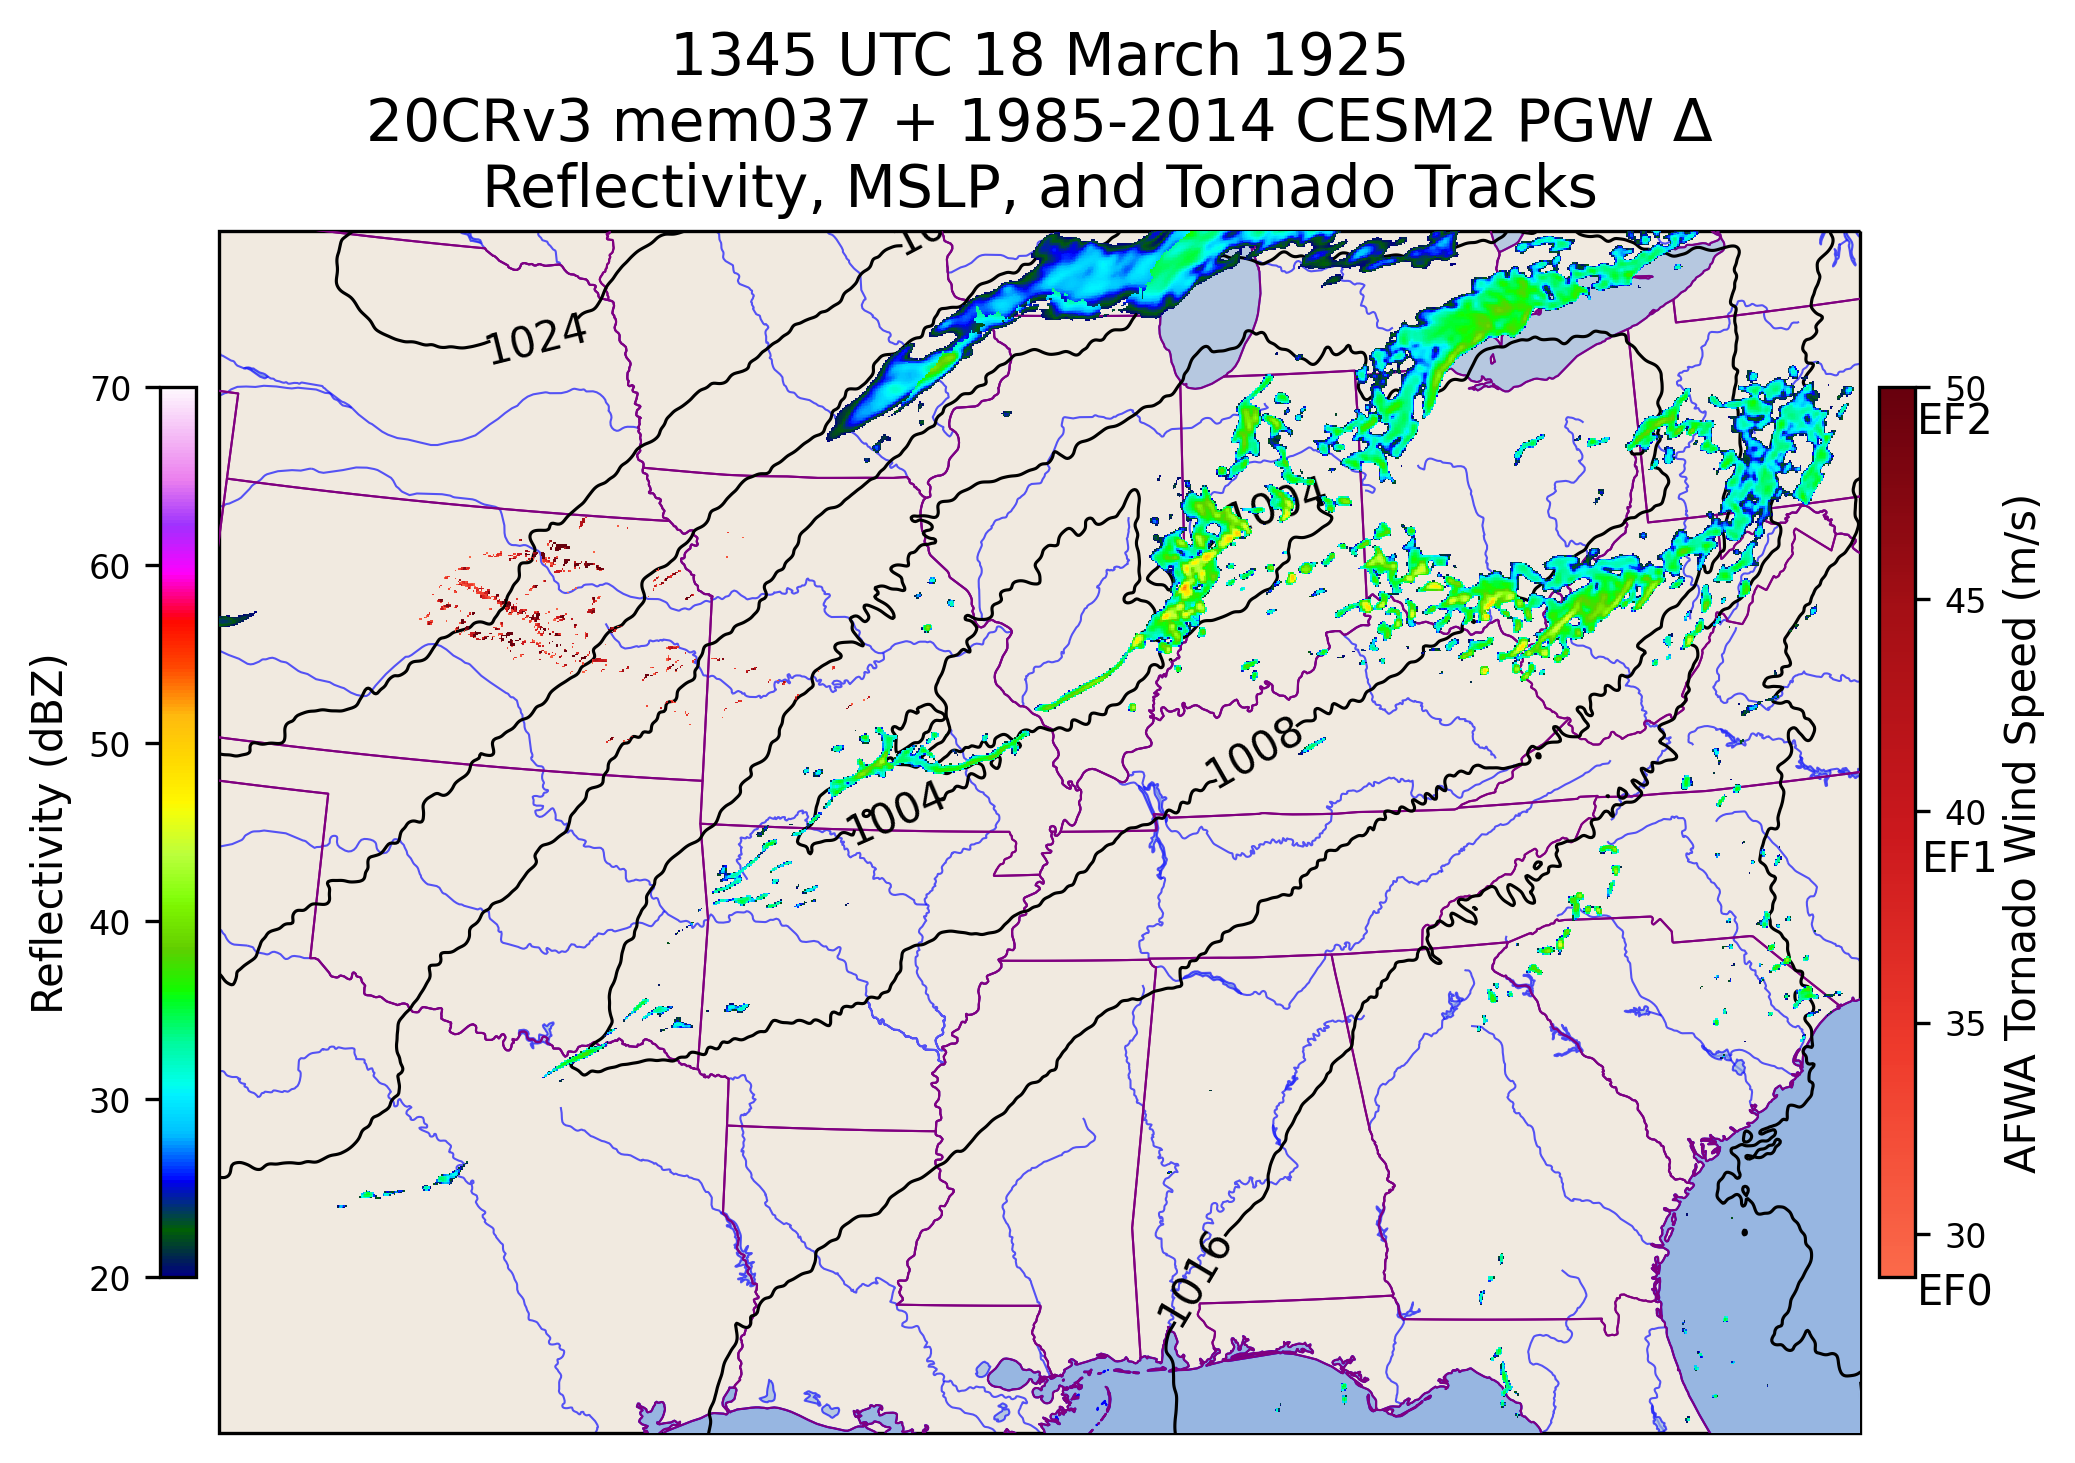 1345 UTC 18 March 1925
20CRv3 mem037 + 1985-2014 CESM2 PGW Δ
Reflectivity, MSLP, and Tornado Tracks
1024
1004
1008
1004
1016
70
60
50
40
30
20
Reflectivity (dBZ)
50
EF2
45
40
EF1
35
30
EF0
AFWA Tornado Wind Speed (m/s)